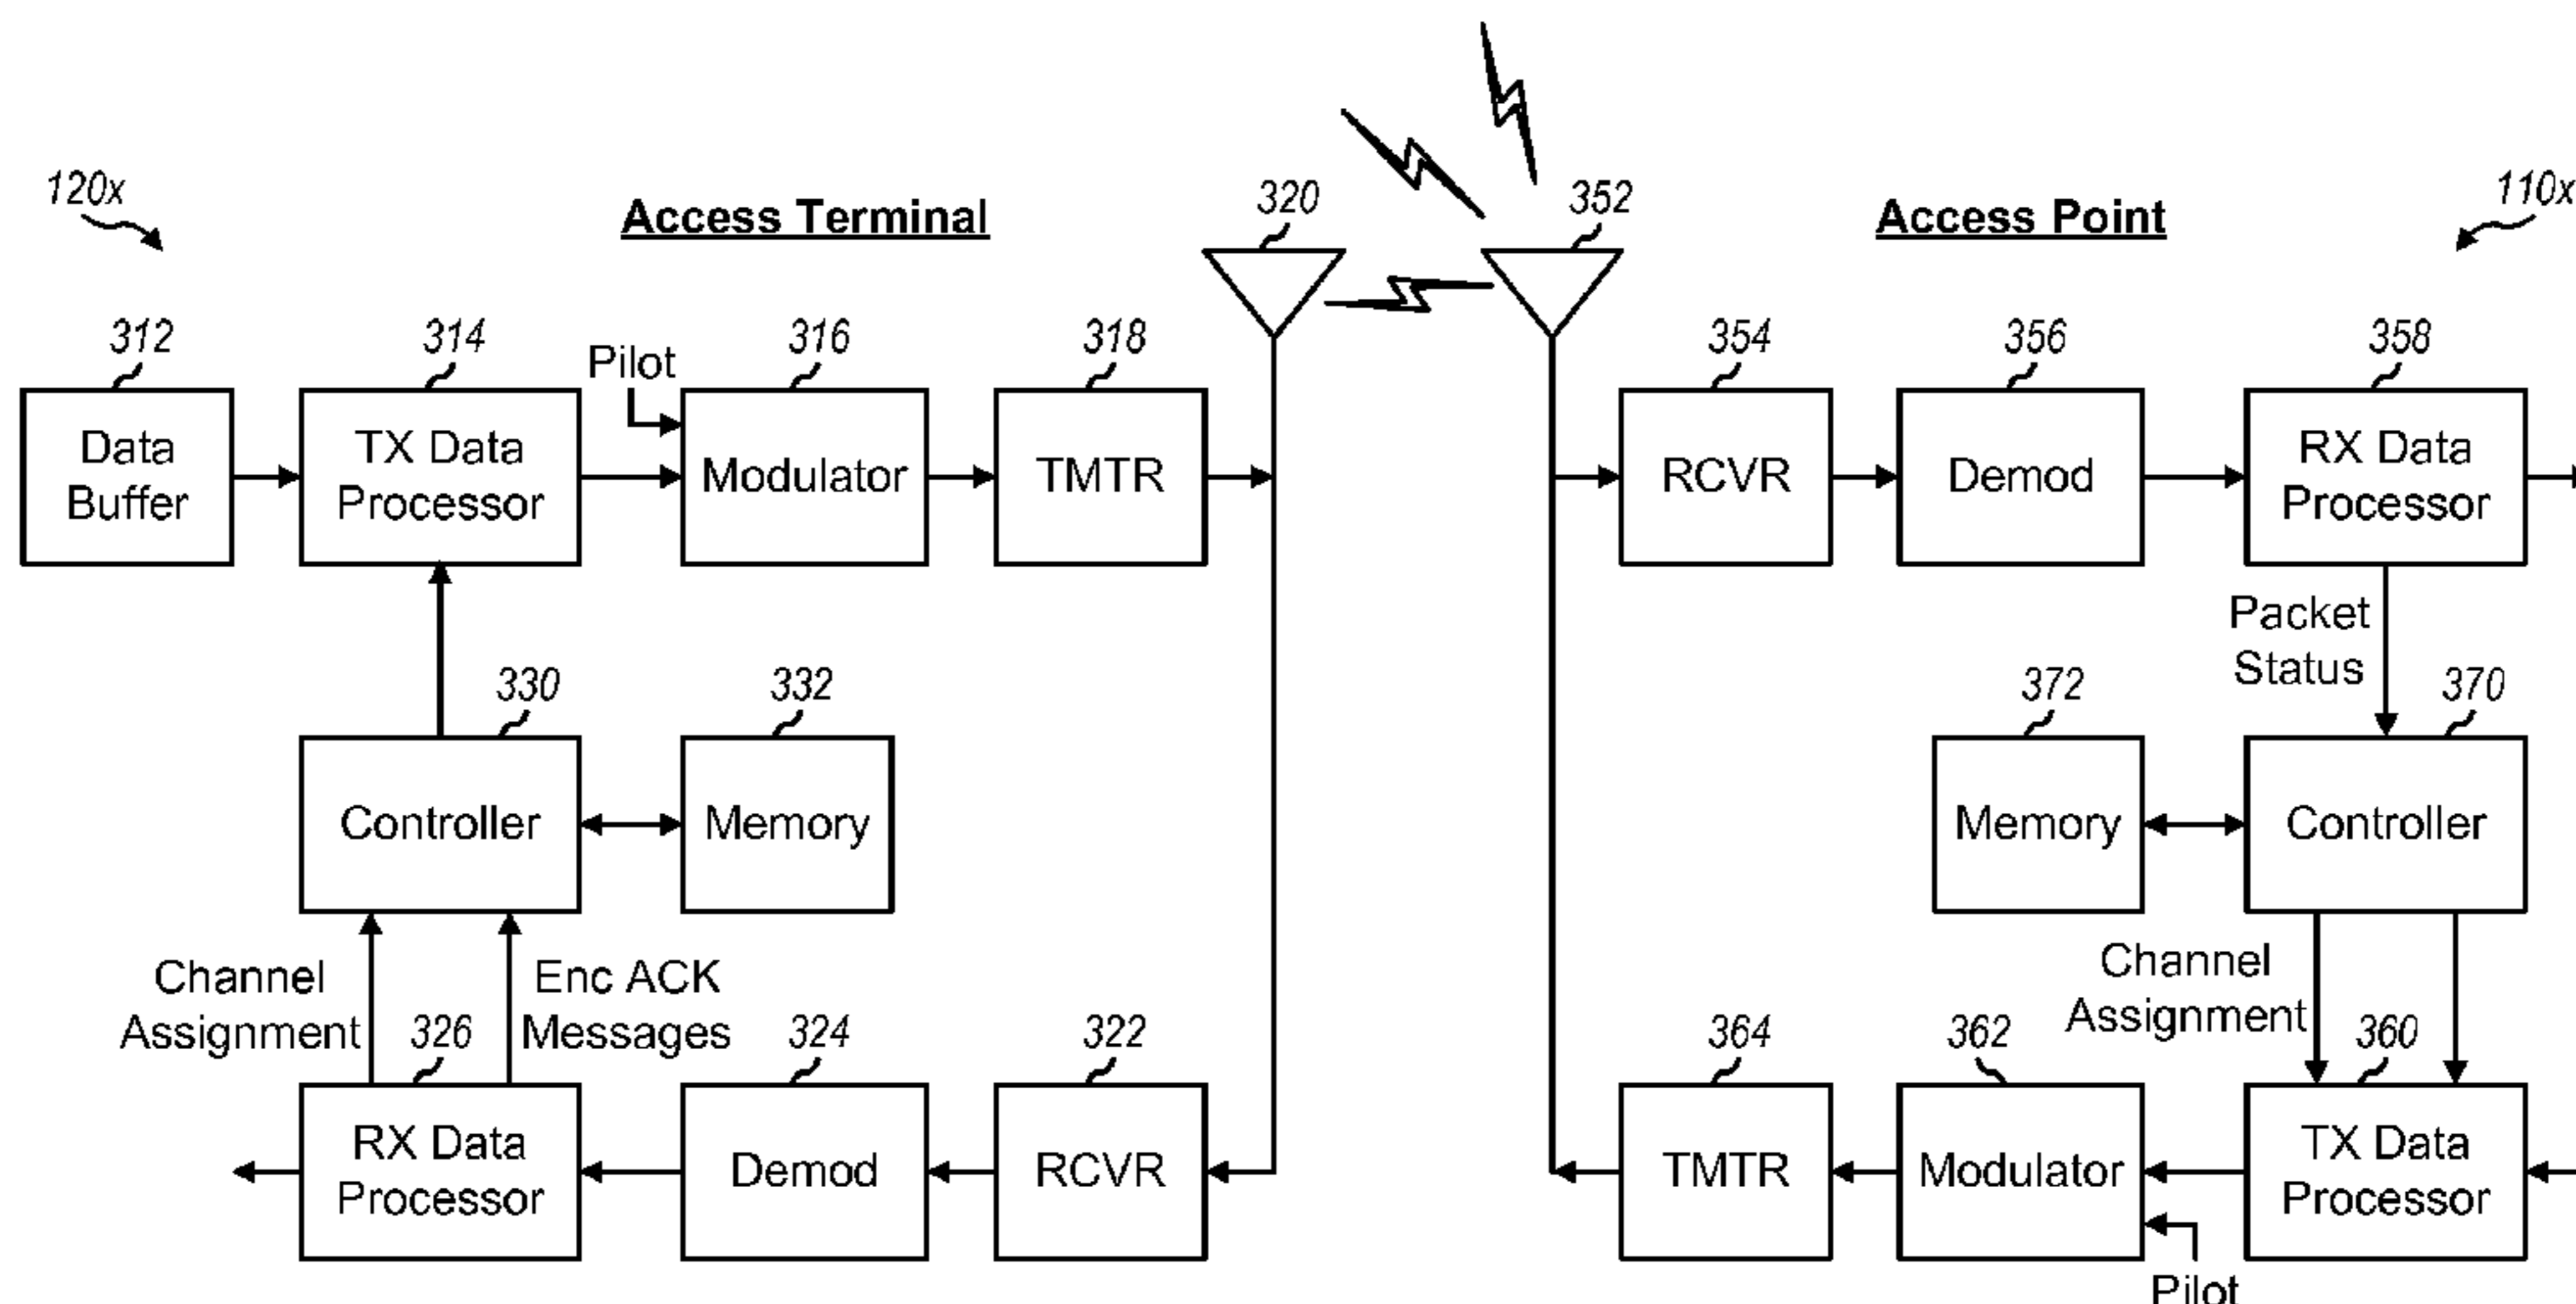 120x
Access Terminal
320
352
Access Point
110x
312
314
Pilot
316
318
354
356
358
Data
Buffer
TX Data
Processor
Modulator
TMTR
RCVR
Demod
RX Data
Processor
Packet
Status
330
332
372
370
Controller
Memory
Memory
Controller
Channel
Assignment
326
Enc ACK
Messages
324
322
364
362
Channel
Assignment
360
RX Data
Processor
Demod
RCVR
TMTR
Modulator
TX Data
Processor
Pilot